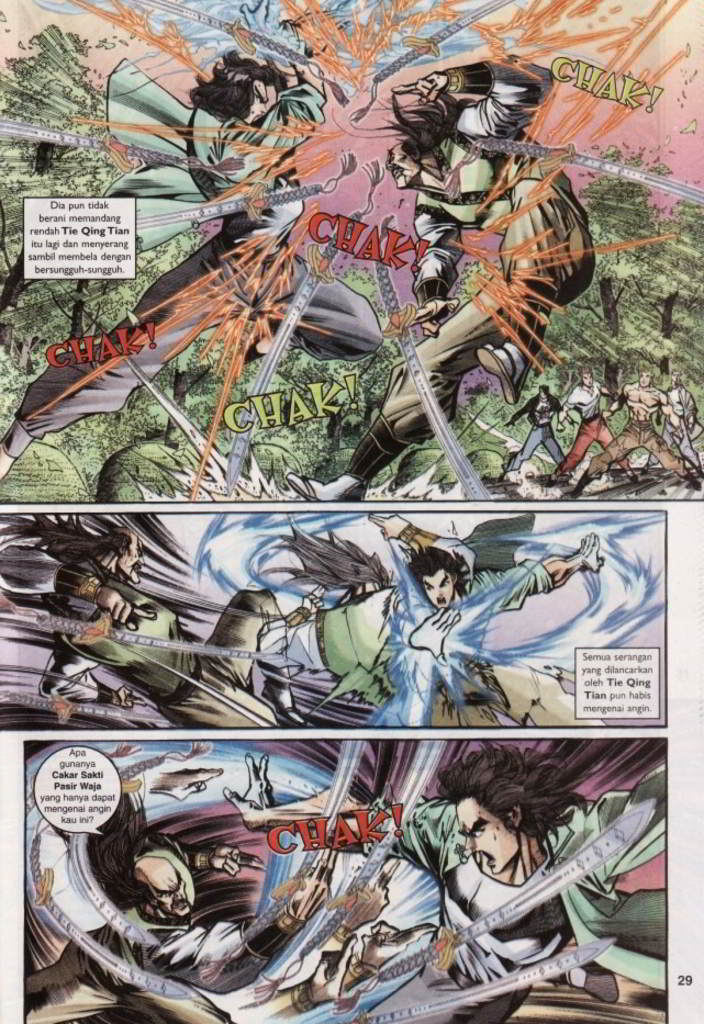 CHAK!
Dia pun tidak
berani memandang
rendah Tie Qing Tian
itu lagi dan menyerang
sambil membela dengan
bersungguh-sungguh.
CHAK!
CHAK!
CHAK!
Semua serangan
yang dilancarkan
oleh Tie Qing
Tian pun habis
mengenai angin.
Apa
gunanya
Cakar Sakti
Pasir Waja
yang hanya dapat
mengenai angin
kau ini?
CHAK!
29